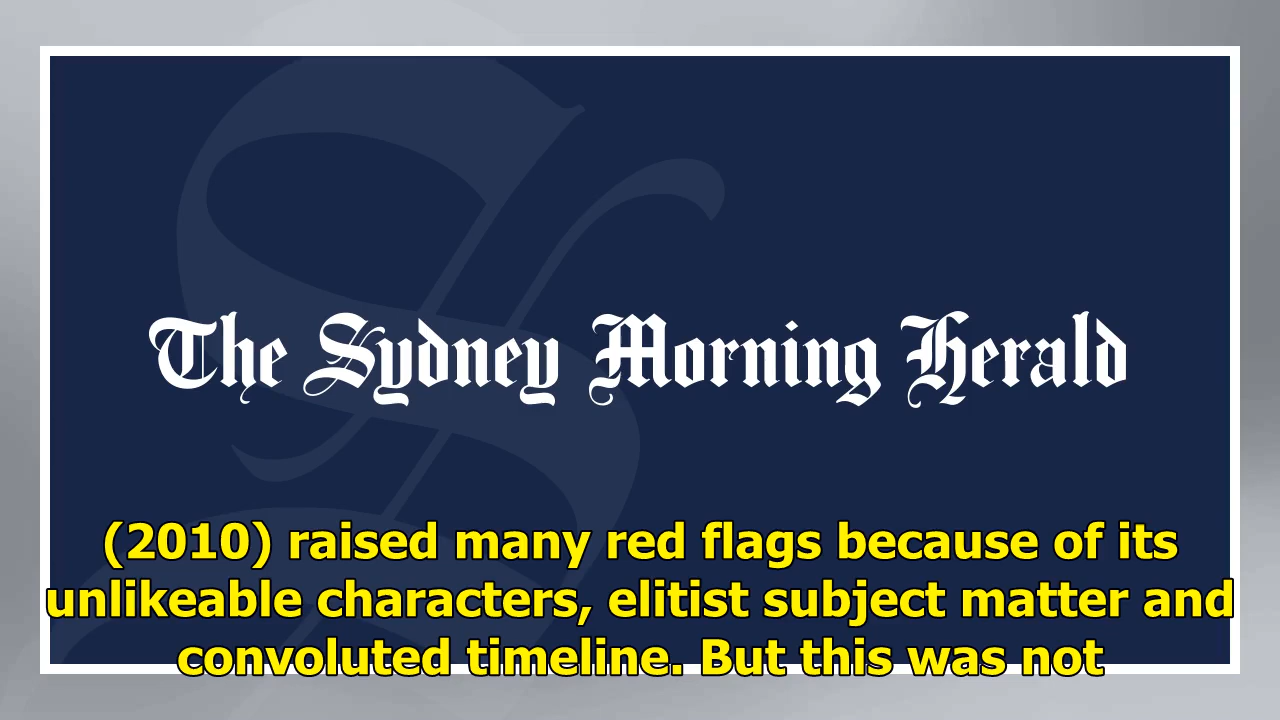 The Sydney Morning Herald
(2010) raised many red flags because of its
unlikeable characters, elitist subject matter and
convoluted timeline. But this was not